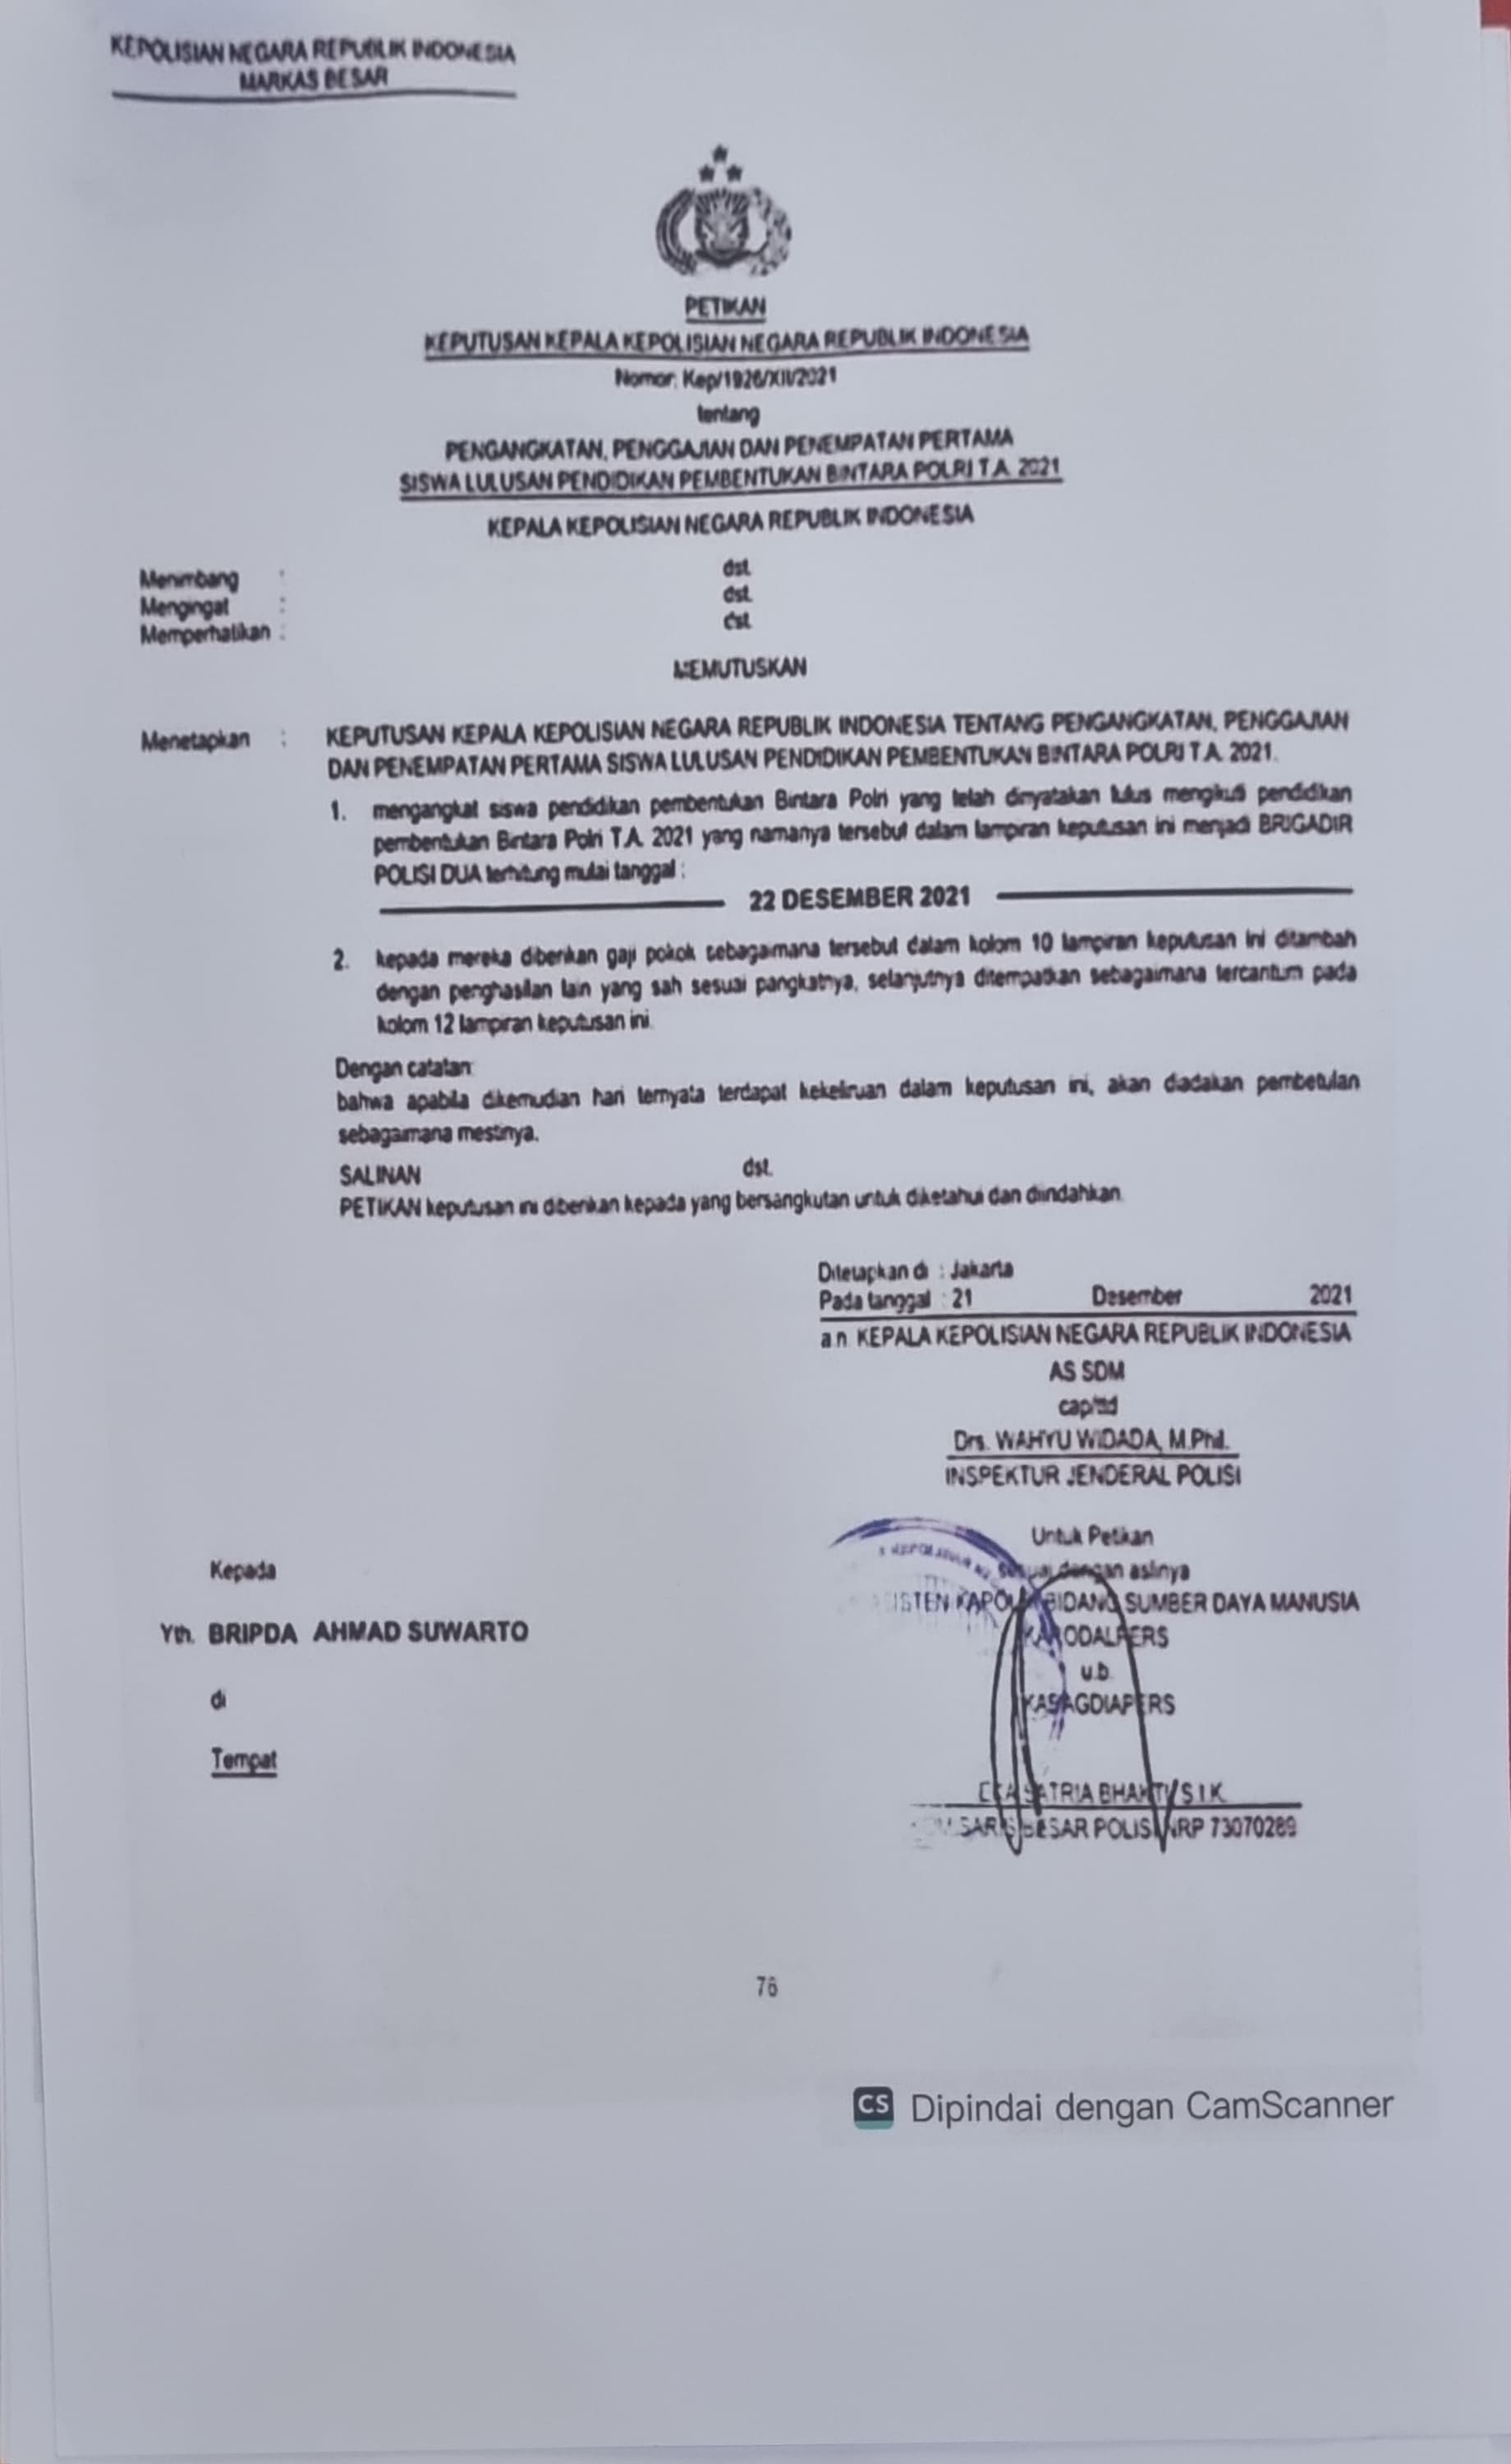 KEPOLISIAN NEGARA REPUBLIK INDONESIA
MARKAS BESAR
PETIKAN
KEPUTUSAN KEPALA KEPOLISIAN NEGARA REPUBLIK INDONESIA
Nomor: Kep/1926/XII/2021
tentang
PENGANGKATAN, PENGGAJIAN DAN PENEMPATAN PERTAMA
SISWA LULUSAN PENDIDIKAN PEMBENTUKAN BINTARA POLRI T.A. 2021
KEPALA KEPOLISIAN NEGARA REPUBLIK INDONESIA
Menimbang : dst.
Mengingat : dst.
Memperhatikan : dst.
MEMUTUSKAN
Menetapkan : KEPUTUSAN KEPALA KEPOLISIAN NEGARA REPUBLIK INDONESIA TENTANG PENGANGKATAN, PENGGAJIAN
DAN PENEMPATAN PERTAMA SISWA LULUSAN PENDIDIKAN PEMBENTUKAN BINTARA POLRI T.A. 2021.
1. mengangkat siswa pendidikan pembentukan Bintara Polri yang telah dinyatakan lulus mengikuti pendidikan
pembentukan Bintara Polri T.A. 2021 yang namanya tersebut dalam lampiran keputusan ini menjadi BRIGADIR
POLISI DUA terhitung mulai tanggal :
22 DESEMBER 2021
2. kepada mereka diberikan gaji pokok sebagaimana tersebut dalam kolom 10 lampiran keputusan ini ditambah
dengan penghasilan lain yang sah sesuai pangkatnya, selanjutnya ditempatkan sebagaimana tercantum pada
kolom 12 lampiran keputusan ini.
Dengan catatan:
bahwa apabila dikemudian hari ternyata terdapat kekeliruan dalam keputusan ini, akan diadakan pembetulan
sebagaimana mestinya.
SALINAN dst.
PETIKAN keputusan ini diberikan kepada yang bersangkutan untuk diketahui dan diindahkan.
Ditetapkan di : Jakarta
Pada tanggal : 21 Desember 2021
a.n. KEPALA KEPOLISIAN NEGARA REPUBLIK INDONESIA
AS SDM
cap/ttd
Drs. WAHYU WIDADA, M.Phil.
INSPEKTUR JENDERAL POLISI
Untuk Petikan
sesuai dengan aslinya
KAPOLRI BIDANG SUMBER DAYA MANUSIA
KARODALPERS
u.b.
KASAGDIAPERS
SATRIA BHAKTI, S.I.K.
BESAR POLISI NRP 73070289
Kepada
Yth. BRIPDA AHMAD SUWARTO
di
Tempat
76
CS Dipindai dengan CamScanner